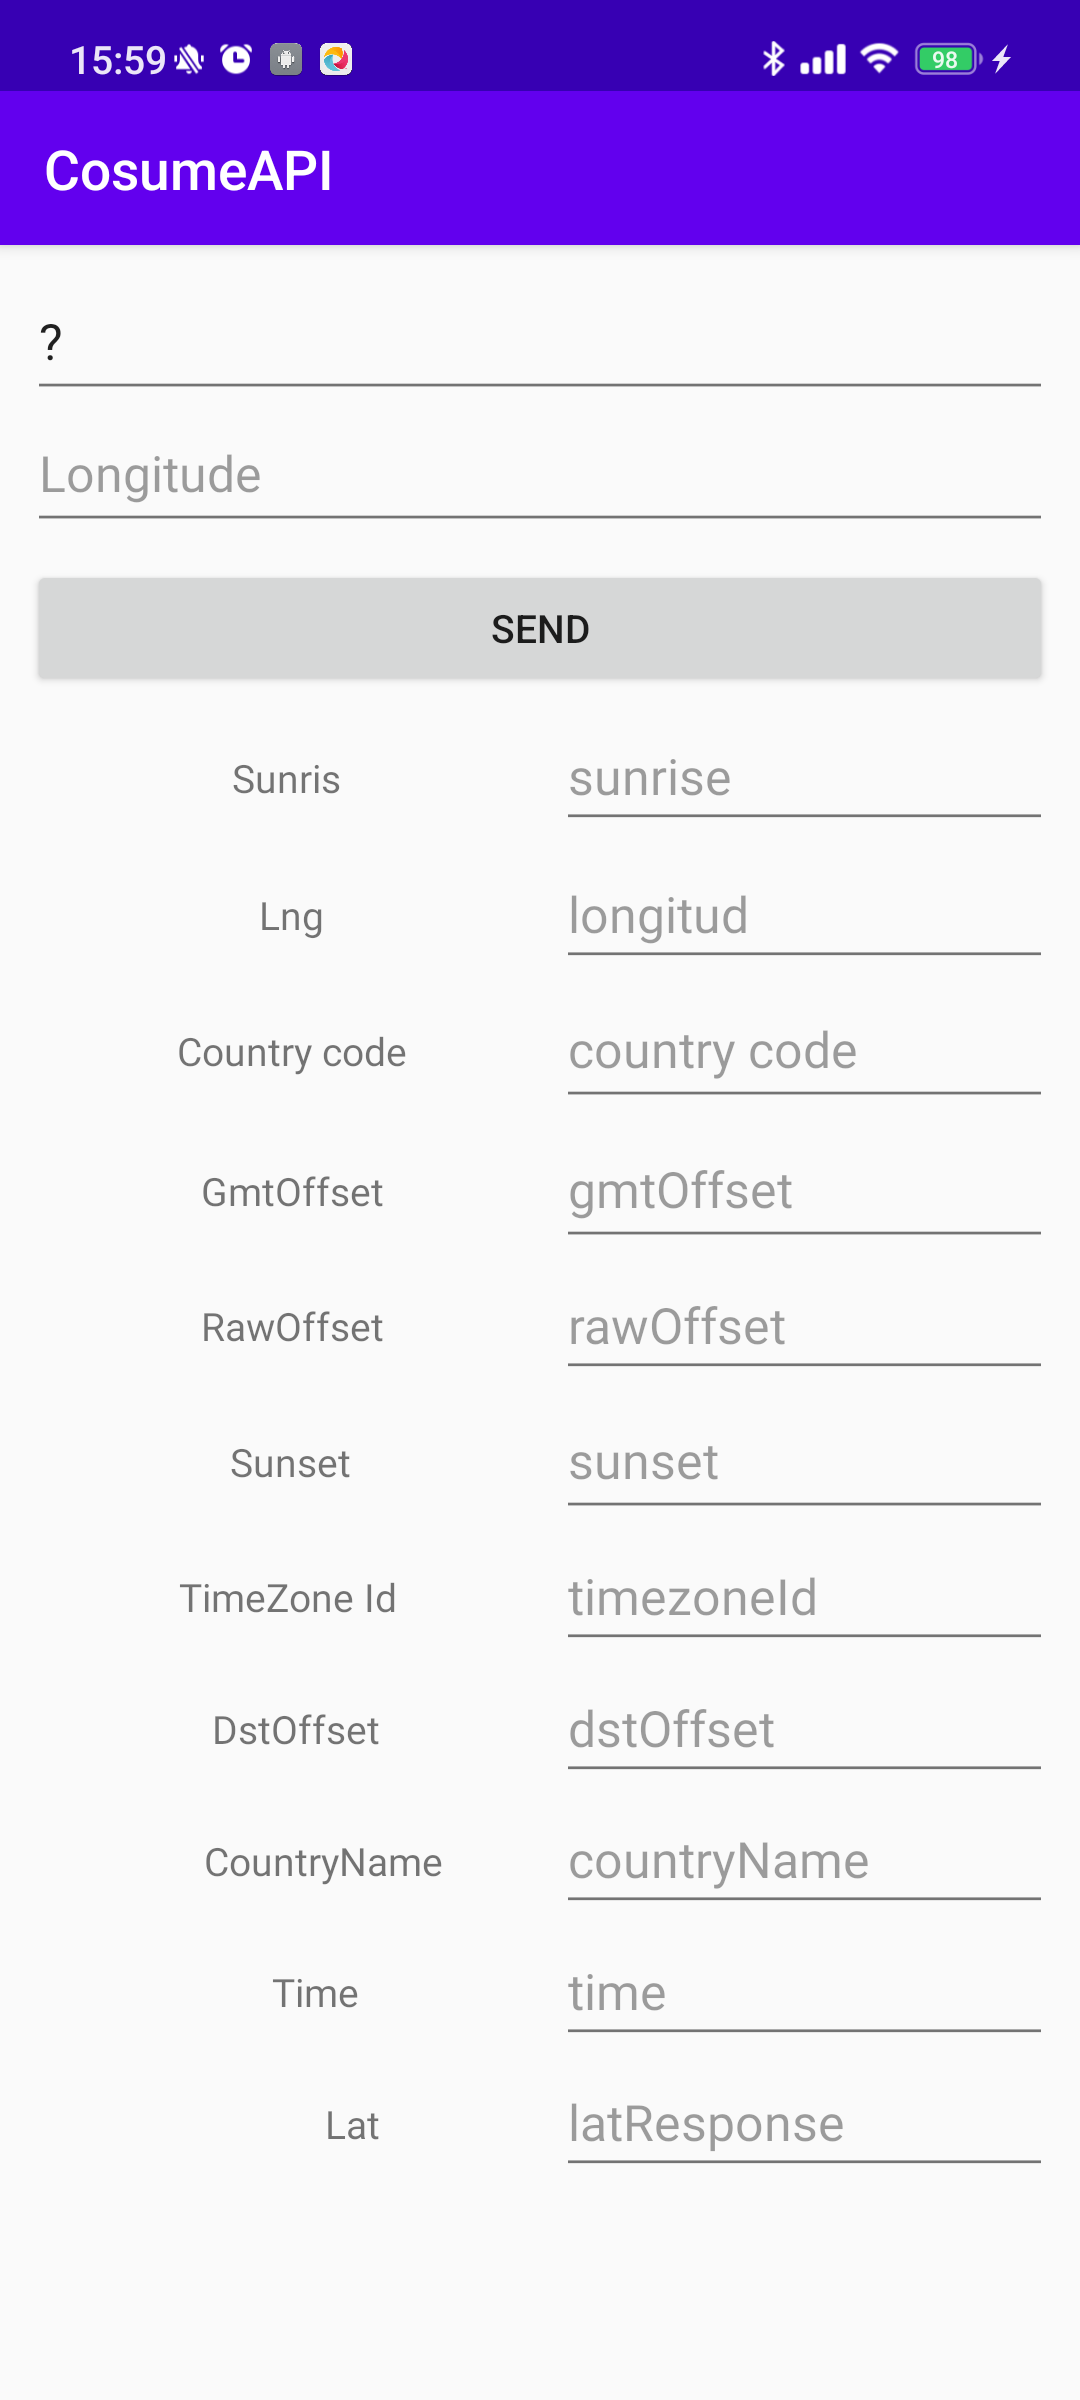 15:59 98
CosumeAPI
?
Longitude
SEND
Sunris sunrise
Lng longitud
Country code country code
GmtOffset gmtOffset
RawOffset rawOffset
Sunset sunset
TimeZone Id timezoneId
DstOffset dstOffset
CountryName countryName
Time time
Lat latResponse